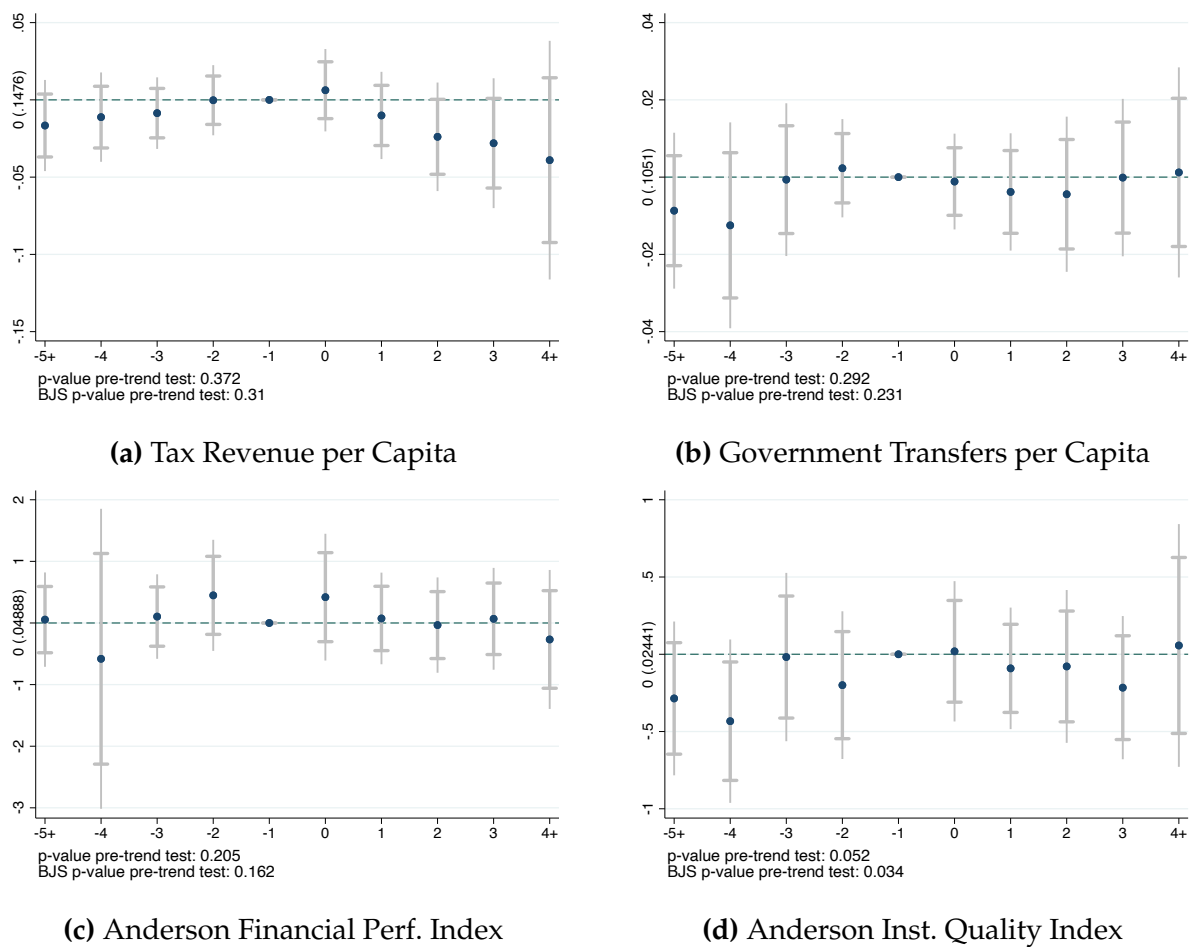 .05
0 (.1476)
-.05
-.1
-.15
-5+ -4 -3 -2 -1 0 1 2 3 4+
p-value pre-trend test: 0.372
BJS p-value pre-trend test: 0.31
(a) Tax Revenue per Capita
.04
.02
0 (.1051)
-.02
-.04
-5+ -4 -3 -2 -1 0 1 2 3 4+
p-value pre-trend test: 0.292
BJS p-value pre-trend test: 0.231
(b) Government Transfers per Capita
2
1
0 (.04888)
-1
-2
-3
-5+ -4 -3 -2 -1 0 1 2 3 4+
p-value pre-trend test: 0.205
BJS p-value pre-trend test: 0.162
(c) Anderson Financial Perf. Index
1
.5
0 (.02441)
-.5
-1
-5+ -4 -3 -2 -1 0 1 2 3 4+
p-value pre-trend test: 0.052
BJS p-value pre-trend test: 0.034
(d) Anderson Inst. Quality Index